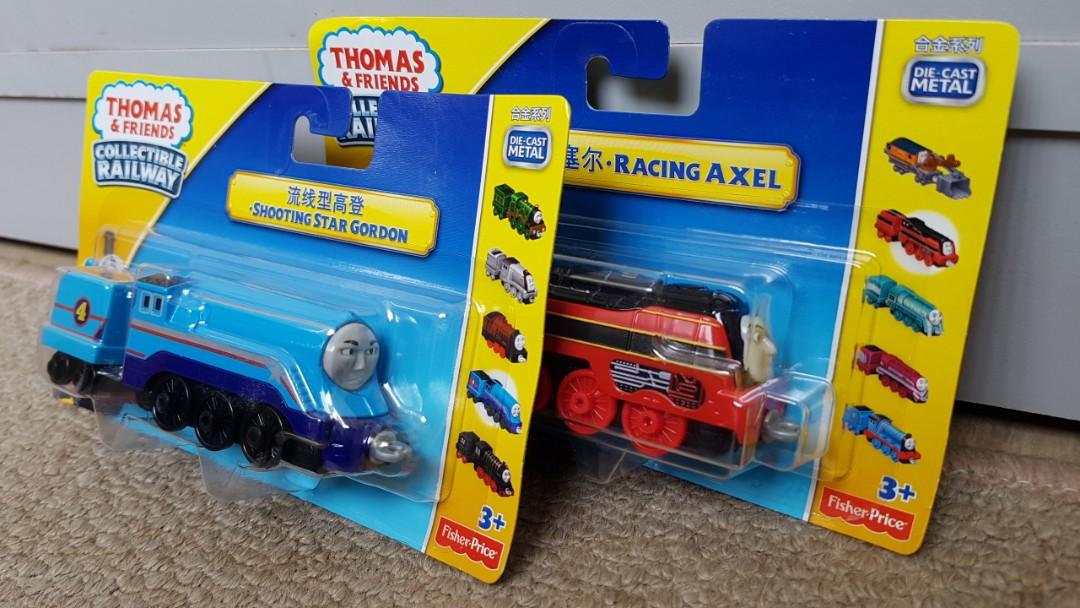 THOMAS
& FRIENDS
COLLECTIBLE
RAILWAY
合金系列
DIE-CAST
METAL
流线型高登
·SHOOTING STAR GORDON
4
3+
Fisher-Price
THOMAS
& FRIENDS
合金系列
DIE-CAST
METAL
塞尔·RACING AXEL
3+
Fisher-Price